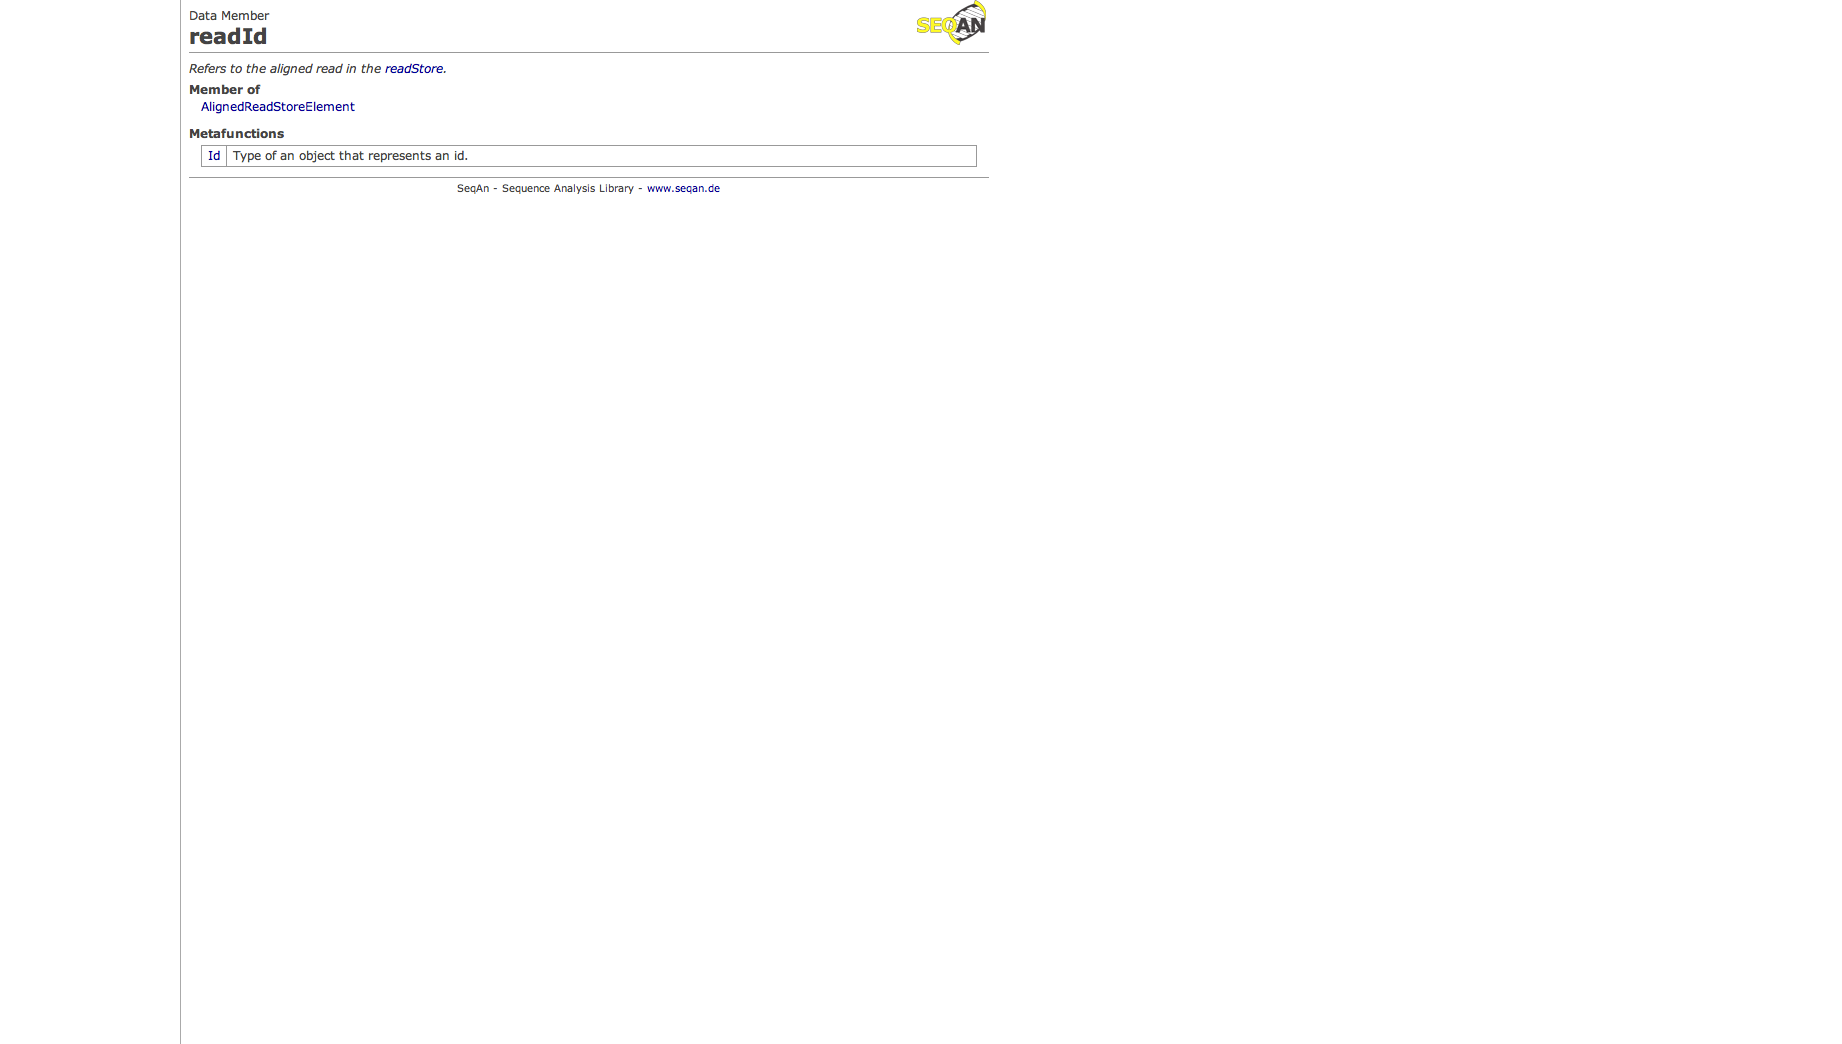 Data Member
SEQAN
readId
Refers to the aligned read in the readStore.
Member of
AlignedReadStoreElement
Metafunctions
Id Type of an object that represents an id.
SeqAn - Sequence Analysis Library - www.seqan.de